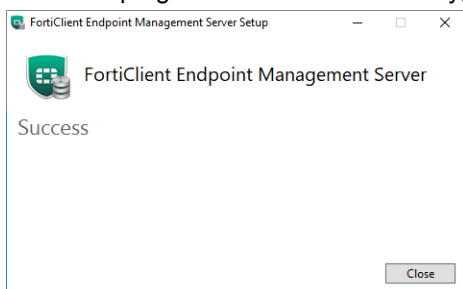 FortiClient Endpoint Management Server Setup
FortiClient Endpoint Management Server
Success
Close